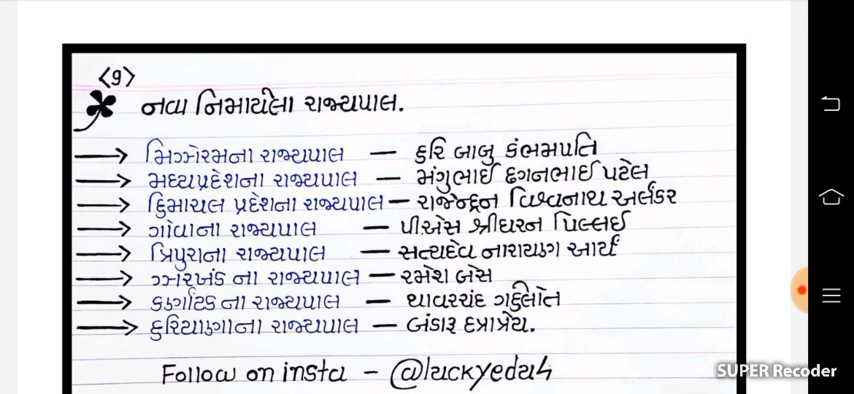 <9>
નવા નિમાયેલા રાજ્યપાલ.
→ મિઝોરમના રાજ્યપાલ — હરિ બાબુ કંભમપતિ
→ મધ્યપ્રદેશના રાજ્યપાલ — મંગુભાઈ છગનભાઈ પટેલ
→ હિમાચલ પ્રદેશના રાજ્યપાલ — રાજેન્દ્રન વિશ્વનાથ અર્લેકર
→ ગોવાના રાજ્યપાલ — પીએસ શ્રીધરન પિલ્લઈ
→ ત્રિપુરાના રાજ્યપાલ — સત્યદેવ નારાયણ આર્ય
→ ઝારખંડ ના રાજ્યપાલ — રમેશ બેસ
→ કર્ણાટક ના રાજ્યપાલ — થાવરચંદ ગહલોત
→ હરિયાણાના રાજ્યપાલ — બંડારૂ દત્તાત્રેય.
Follow on insta - @luckyedu4
SUPER Recorder